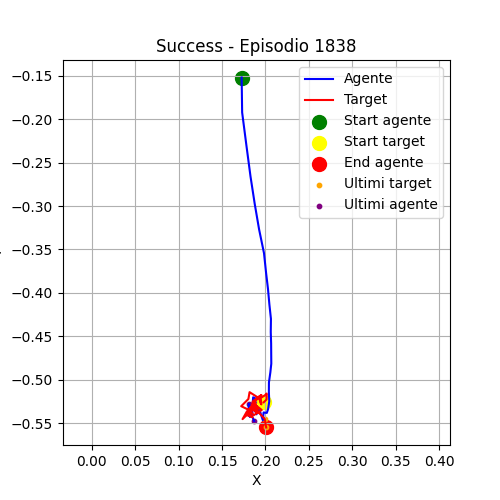 Success - Episodio 1838
−0.15
−0.20
−0.25
−0.30
−0.35
−0.40
−0.45
−0.50
−0.55
Agente
Target
Start agente
Start target
End agente
Ultimi target
Ultimi agente
0.00 0.05 0.10 0.15 0.20 0.25 0.30 0.35 0.40
X